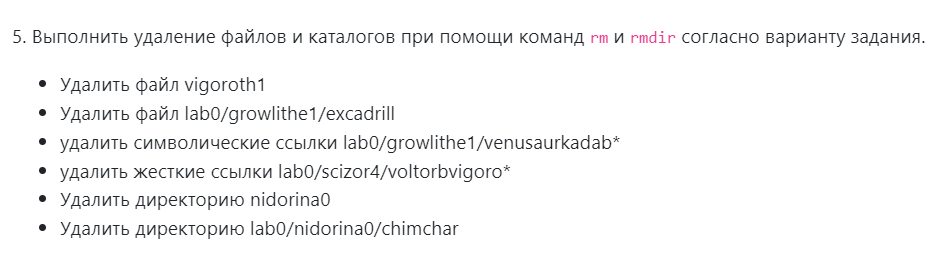 5. Выполнить удаление файлов и каталогов при помощи команд rm и rmdir согласно варианту задания.
• Удалить файл vigoroth1
• Удалить файл lab0/growlithe1/excadrill
• удалить символические ссылки lab0/growlithe1/venusaurkadab*
• удалить жесткие ссылки lab0/scizor4/voltorbvigoro*
• Удалить директорию nidorina0
• Удалить директорию lab0/nidorina0/chimchar